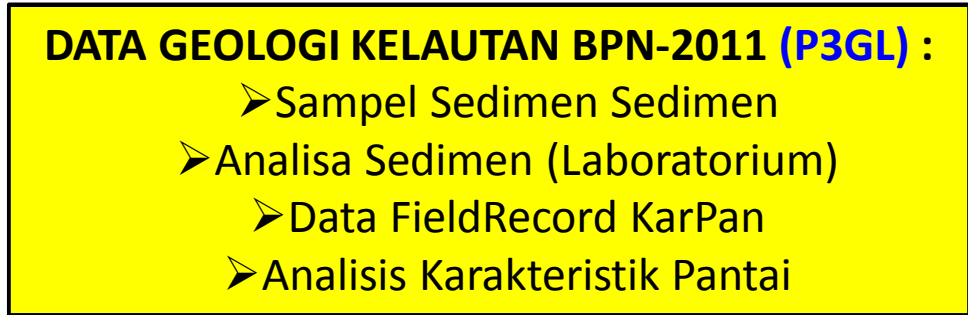 DATA GEOLOGI KELAUTAN BPN-2011 (P3GL) :
➢Sampel Sedimen Sedimen
➢Analisa Sedimen (Laboratorium)
➢Data FieldRecord KarPan
➢Analisis Karakteristik Pantai